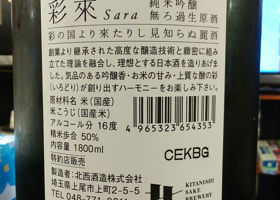 彩來 Sara
純米吟醸
無ろ過生原酒
彩の国より來たりし見知らぬ麗酒
創業より継承された高度な醸造技術と緻密に組み
立てた理論を融合し、理想とする日本酒を造りあげま
した。気品のある吟醸香・お米の甘み・上質な酸の彩
(いろどり)が創り出すハーモニーをお楽しみ下さい。
原材料名 米(国産)
米こうじ(国産米)
アルコール分 16度
精米歩合 50%
内容量 1800ml
特約店販売
製造者:北西酒造株式会社
埼玉県上尾市上町2-5-5
TEL 048-771-0011
4 965323 654353
CEKBG
KITANISHI
SAKE
BREWERY